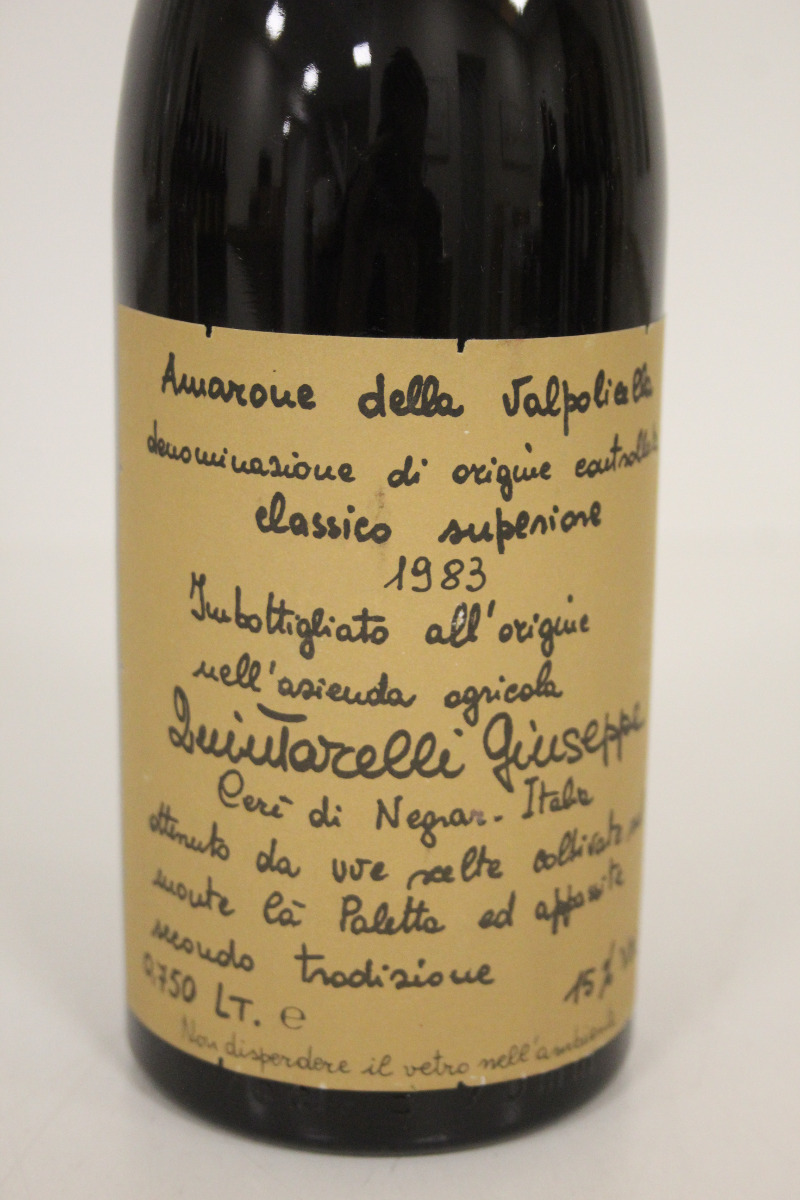 Amarone della Valpolicella
denominazione di origine controllata
classico superiore
1983
Imbottigliato all'origine
nell'azienda agricola
Quintarelli Giuseppe
Cerè di Negrar. Italia
ottenuto da uve scelte coltivate
monte Cà Paletta ed appassite
secondo tradizione
0,750 LT. e 15% VOL
Non disperdere il vetro nell'ambiente